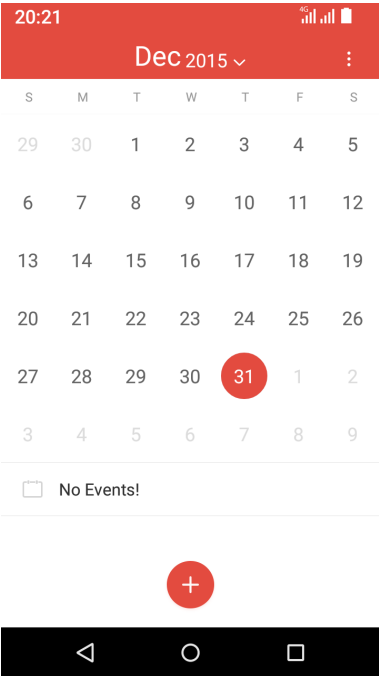 20:21 4G
Dec 2015
S M T W T F S
29 30 1 2 3 4 5
6 7 8 9 10 11 12
13 14 15 16 17 18 19
20 21 22 23 24 25 26
27 28 29 30 31 1 2
3 4 5 6 7 8 9
No Events!